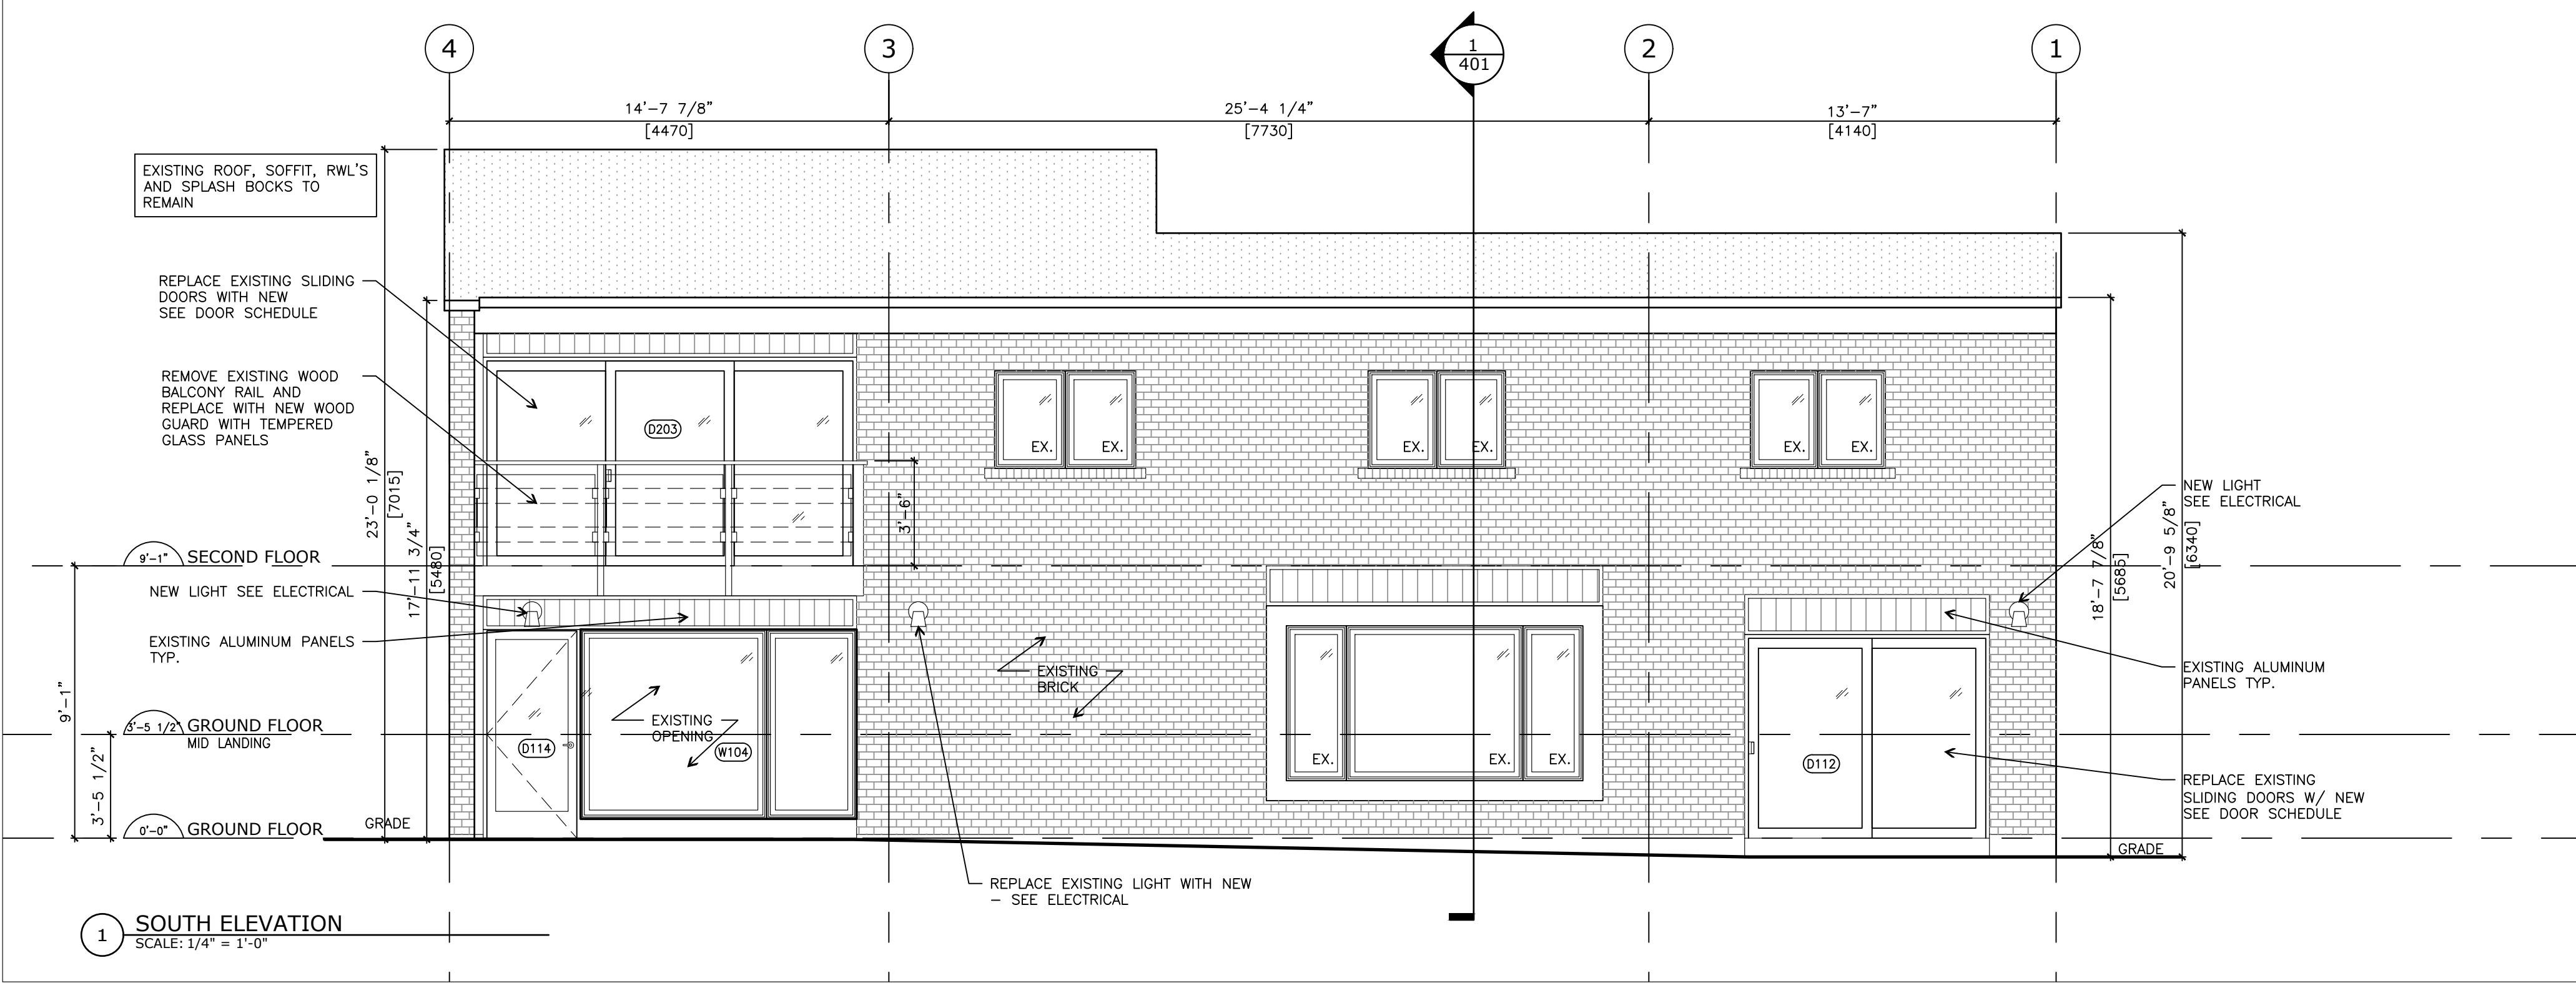 4
3
1
401
2
1
14'-7 7/8"
[4470]
25'-4 1/4"
[7730]
13'-7"
[4140]
EXISTING ROOF, SOFFIT, RWL'S
AND SPLASH BOCKS TO
REMAIN
REPLACE EXISTING SLIDING
DOORS WITH NEW
SEE DOOR SCHEDULE
REMOVE EXISTING WOOD
BALCONY RAIL AND
REPLACE WITH NEW WOOD
GUARD WITH TEMPERED
GLASS PANELS
23'-0 1/8"
[7015]
17'-11 3/4"
[5480]
D203
EX.
EX.
EX.
EX.
EX.
EX.
3'-6"
NEW LIGHT
SEE ELECTRICAL
18'-7 7/8"
[5685]
20'-9 5/8"
[6340]
9'-1" SECOND FLOOR
NEW LIGHT SEE ELECTRICAL
EXISTING ALUMINUM PANELS
TYP.
EXISTING
BRICK
EXISTING ALUMINUM
PANELS TYP.
9'-1"
3'-5 1/2" GROUND FLOOR
MID LANDING
EXISTING
OPENING
D114
W104
EX.
EX.
EX.
D112
REPLACE EXISTING
SLIDING DOORS W/ NEW
SEE DOOR SCHEDULE
3'-5 1/2"
0'-0" GROUND FLOOR
GRADE
GRADE
REPLACE EXISTING LIGHT WITH NEW
- SEE ELECTRICAL
1 SOUTH ELEVATION
SCALE: 1/4" = 1'-0"